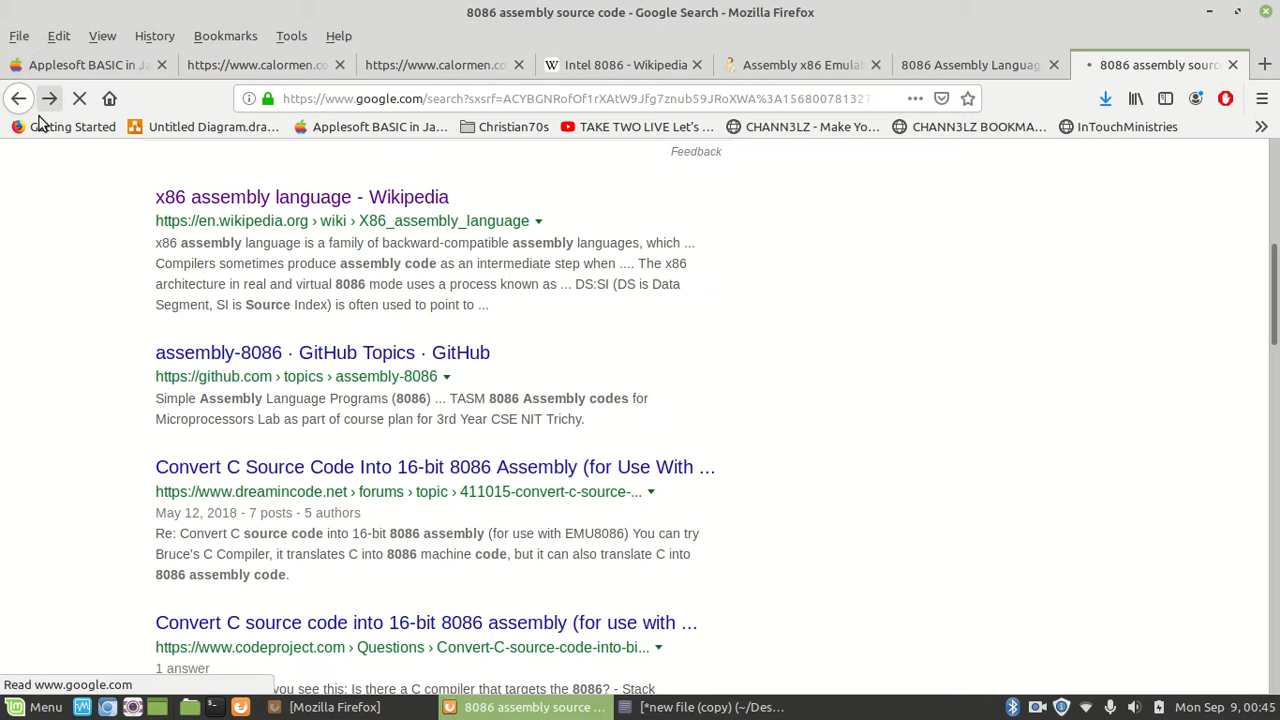 8086 assembly source code - Google Search - Mozilla Firefox
File Edit View History Bookmarks Tools Help
Applesoft BASIC in Ja
https://www.calormen.co
https://www.calormen.co
W Intel 8086 - Wikipedia
Assembly x86 Emulat
8086 Assembly Languag
8086 assembly sourc
https://www.google.com/search?sxsrf=ACYBGNRofOf1rXAtW9Jfg7znub59JRoXWA%3A156800781327
Getting Started
Untitled Diagram.dra...
Applesoft BASIC in Ja...
Christian70s
TAKE TWO LIVE Let's ...
CHANN3LZ - Make Yo...
CHANN3LZ BOOKMA...
InTouchMinistries
Feedback
x86 assembly language - Wikipedia
https://en.wikipedia.org › wiki › X86_assembly_language
x86 assembly language is a family of backward-compatible assembly languages, which ...
Compilers sometimes produce assembly code as an intermediate step when .... The x86
architecture in real and virtual 8086 mode uses a process known as ... DS:SI (DS is Data
Segment, SI is Source Index) is often used to point to ...
assembly-8086 · GitHub Topics · GitHub
https://github.com › topics › assembly-8086
Simple Assembly Language Programs (8086) ... TASM 8086 Assembly codes for
Microprocessors Lab as part of course plan for 3rd Year CSE NIT Trichy.
Convert C Source Code Into 16-bit 8086 Assembly (for Use With ...
https://www.dreamincode.net › forums › topic › 411015-convert-c-source-...
May 12, 2018 - 7 posts - 5 authors
Re: Convert C source code into 16-bit 8086 assembly (for use with EMU8086) You can try
Bruce's C Compiler, it translates C into 8086 machine code, but it can also translate C into
8086 assembly code.
Convert C source code into 16-bit 8086 assembly (for use with ...
https://www.codeproject.com › Questions › Convert-C-source-code-into-bi...
1 answer
you see this: Is there a C compiler that targets the 8086? - Stack
Read www.google.com
Menu
[Mozilla Firefox]
8086 assembly source ...
[*new file (copy) (~/Des...
Mon Sep 9, 00:45